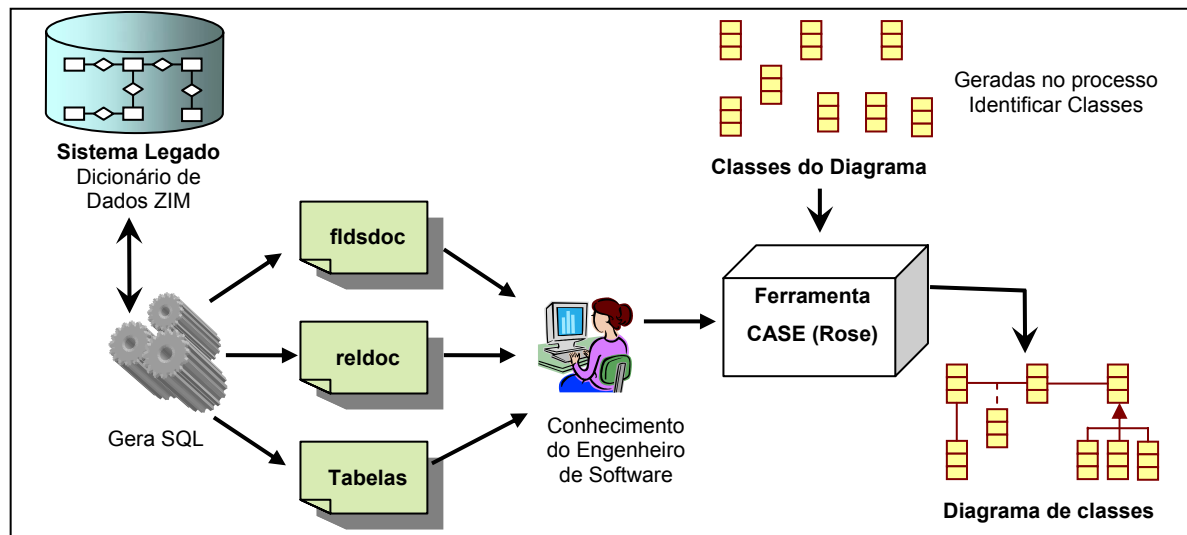 Sistema Legado
Dicionário de
Dados ZIM
Gera SQL
fldsdoc
reldoc
Tabelas
Conhecimento
do Engenheiro
de Software
Geradas no processo
Identificar Classes
Classes do Diagrama
Ferramenta
CASE (Rose)
Diagrama de classes